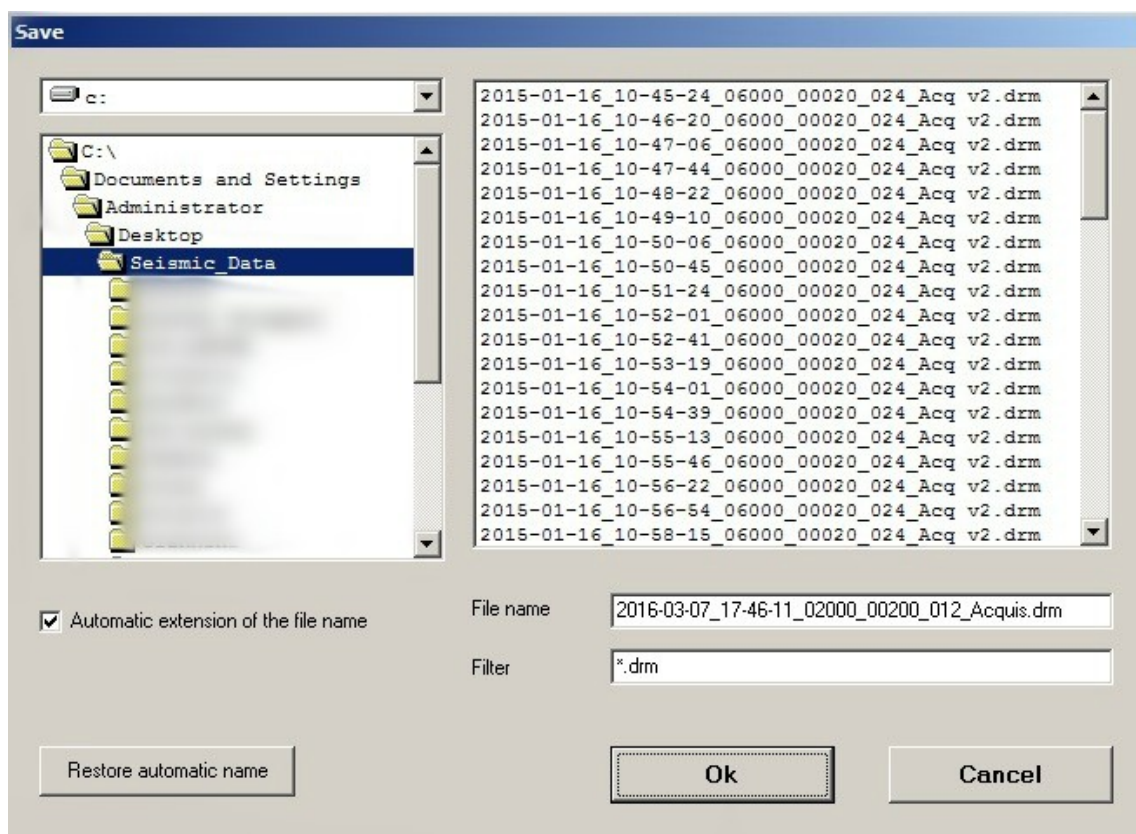 Save
c:
C:\
Documents and Settings
Administrator
Desktop
Seismic_Data
2015-01-16_10-45-24_06000_00020_024_Acq v2.drm
2015-01-16_10-46-20_06000_00020_024_Acq v2.drm
2015-01-16_10-47-06_06000_00020_024_Acq v2.drm
2015-01-16_10-47-44_06000_00020_024_Acq v2.drm
2015-01-16_10-48-22_06000_00020_024_Acq v2.drm
2015-01-16_10-49-10_06000_00020_024_Acq v2.drm
2015-01-16_10-50-06_06000_00020_024_Acq v2.drm
2015-01-16_10-50-45_06000_00020_024_Acq v2.drm
2015-01-16_10-51-24_06000_00020_024_Acq v2.drm
2015-01-16_10-52-01_06000_00020_024_Acq v2.drm
2015-01-16_10-52-41_06000_00020_024_Acq v2.drm
2015-01-16_10-53-19_06000_00020_024_Acq v2.drm
2015-01-16_10-54-01_06000_00020_024_Acq v2.drm
2015-01-16_10-54-39_06000_00020_024_Acq v2.drm
2015-01-16_10-55-13_06000_00020_024_Acq v2.drm
2015-01-16_10-55-46_06000_00020_024_Acq v2.drm
2015-01-16_10-56-22_06000_00020_024_Acq v2.drm
2015-01-16_10-56-54_06000_00020_024_Acq v2.drm
2015-01-16_10-58-15_06000_00020_024_Acq v2.drm
Automatic extension of the file name
File name
2016-03-07_17-46-11_02000_00200_012_Acquis.drm
Filter
*.drm
Restore automatic name
Ok
Cancel